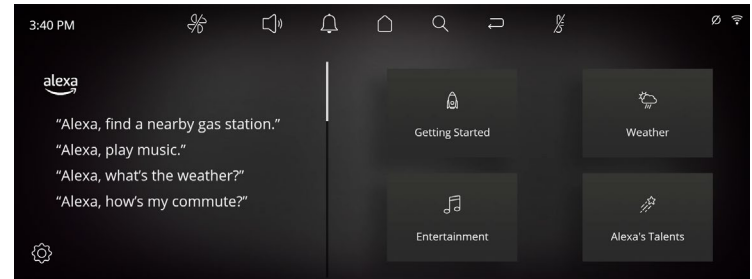 3:40 PM
alexa
“Alexa, find a nearby gas station.”
“Alexa, play music.”
“Alexa, what’s the weather?”
“Alexa, how’s my commute?”
Getting Started
Weather
Entertainment
Alexa's Talents